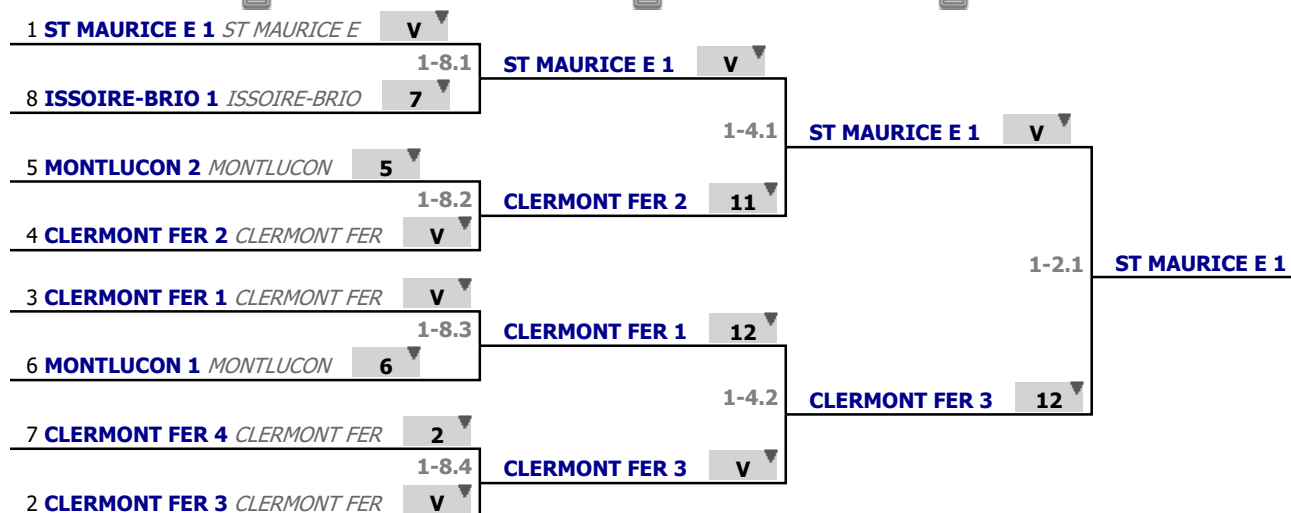 1 ST MAURICE E 1 ST MAURICE E V
1-8.1
ST MAURICE E 1 V
8 ISSOIRE-BRIO 1 ISSOIRE-BRIO 7
1-4.1
ST MAURICE E 1 V
5 MONTLUCON 2 MONTLUCON 5
1-8.2
CLERMONT FER 2 11
4 CLERMONT FER 2 CLERMONT FER V
1-2.1
ST MAURICE E 1
3 CLERMONT FER 1 CLERMONT FER V
1-8.3
CLERMONT FER 1 12
6 MONTLUCON 1 MONTLUCON 6
1-4.2
CLERMONT FER 3 12
7 CLERMONT FER 4 CLERMONT FER 2
1-8.4
CLERMONT FER 3 V
2 CLERMONT FER 3 CLERMONT FER V